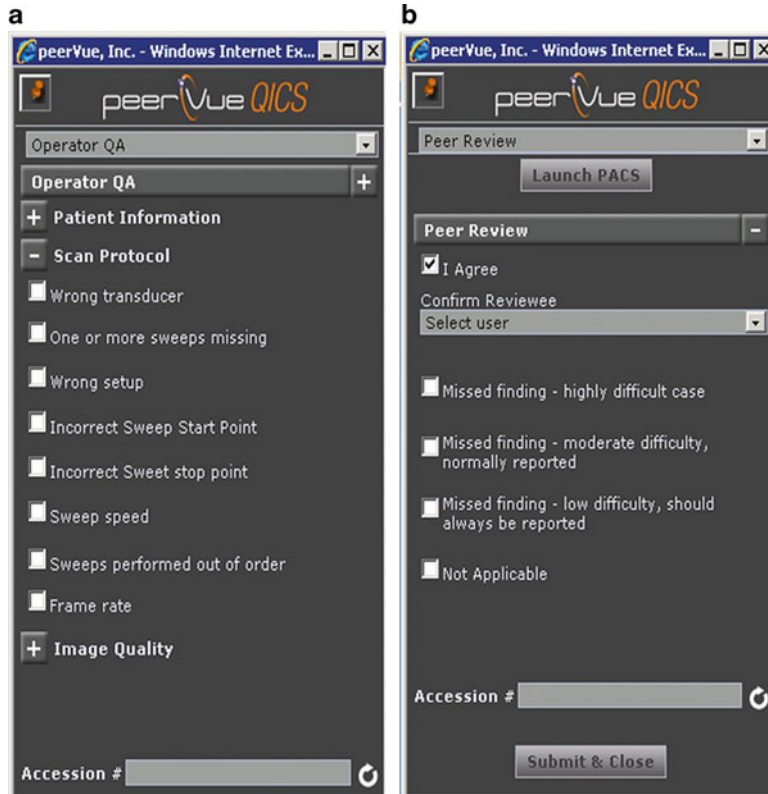 a
peerVue, Inc. - Windows Internet Ex...
peerVue QICS
Operator QA
Operator QA
Patient Information
Scan Protocol
Wrong transducer
One or more sweeps missing
Wrong setup
Incorrect Sweep Start Point
Incorrect Sweet stop point
Sweep speed
Sweeps performed out of order
Frame rate
Image Quality
Accession #
b
peerVue, Inc. - Windows Internet Ex...
peerVue QICS
Peer Review
Launch PACS
Peer Review
I Agree
Confirm Reviewee
Select user
Missed finding - highly difficult case
Missed finding - moderate difficulty,
normally reported
Missed finding - low difficulty, should
always be reported
Not Applicable
Accession #
Submit & Close